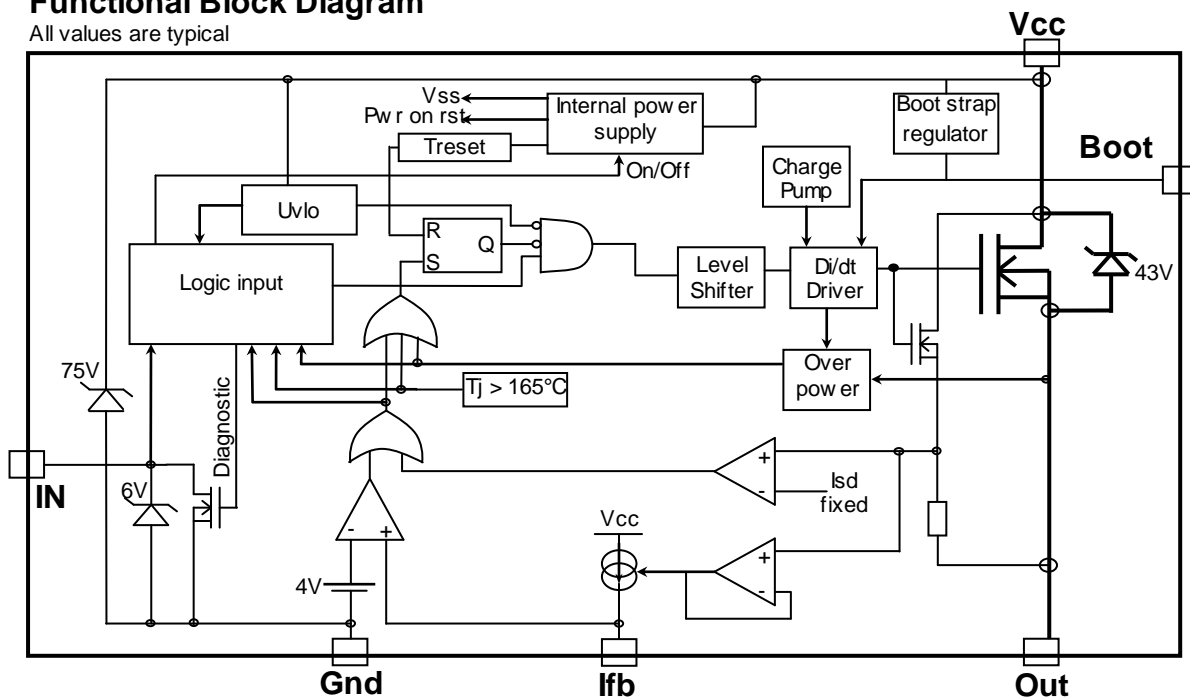 Functional Block Diagram
All values are typical
Vcc
Vss
Pwr on rst
Internal power
supply
Boot strap
regulator
Treset
On/Off
Charge
Pump
Boot
Uvlo
R
Q
S
Logic input
Level
Shifter
Di/dt
Driver
43V
75V
Diagnostic
Tj > 165°C
Over
power
IN
6V
+
-
Isd
fixed
Vcc
- +
+
-
4V
Gnd
Ifb
Out